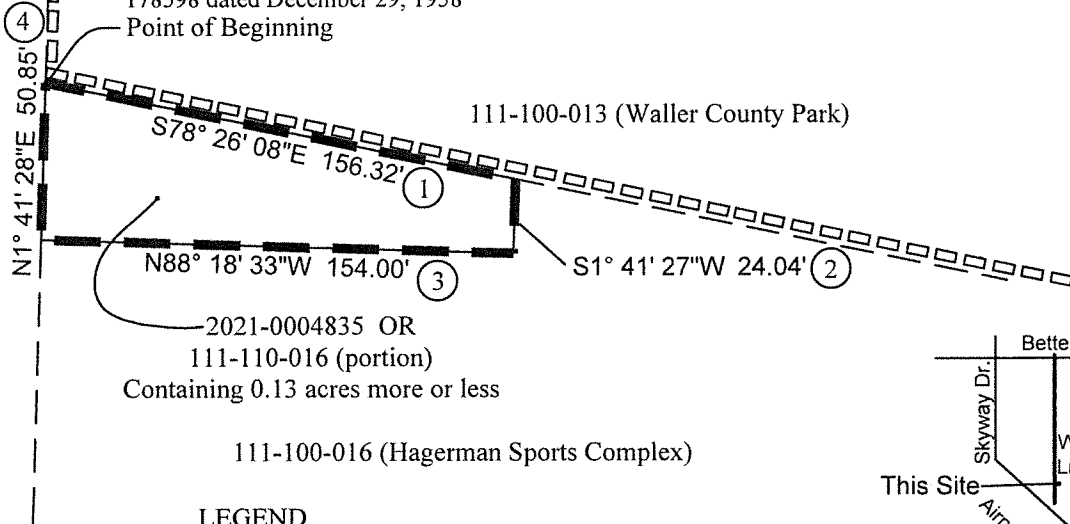 178598 dated December 29, 1958
4
Point of Beginning
N1° 41' 28"E 50.85'
111-100-013 (Waller County Park)
S78° 26' 08"E 156.32'
1
N88° 18' 33"W 154.00'
3
S1° 41' 27"W 24.04'
2
2021-0004835 OR
111-110-016 (portion)
Containing 0.13 acres more or less
111-100-016 (Hagerman Sports Complex)
Bette
Skyway Dr.
W
This Site
LEGEND